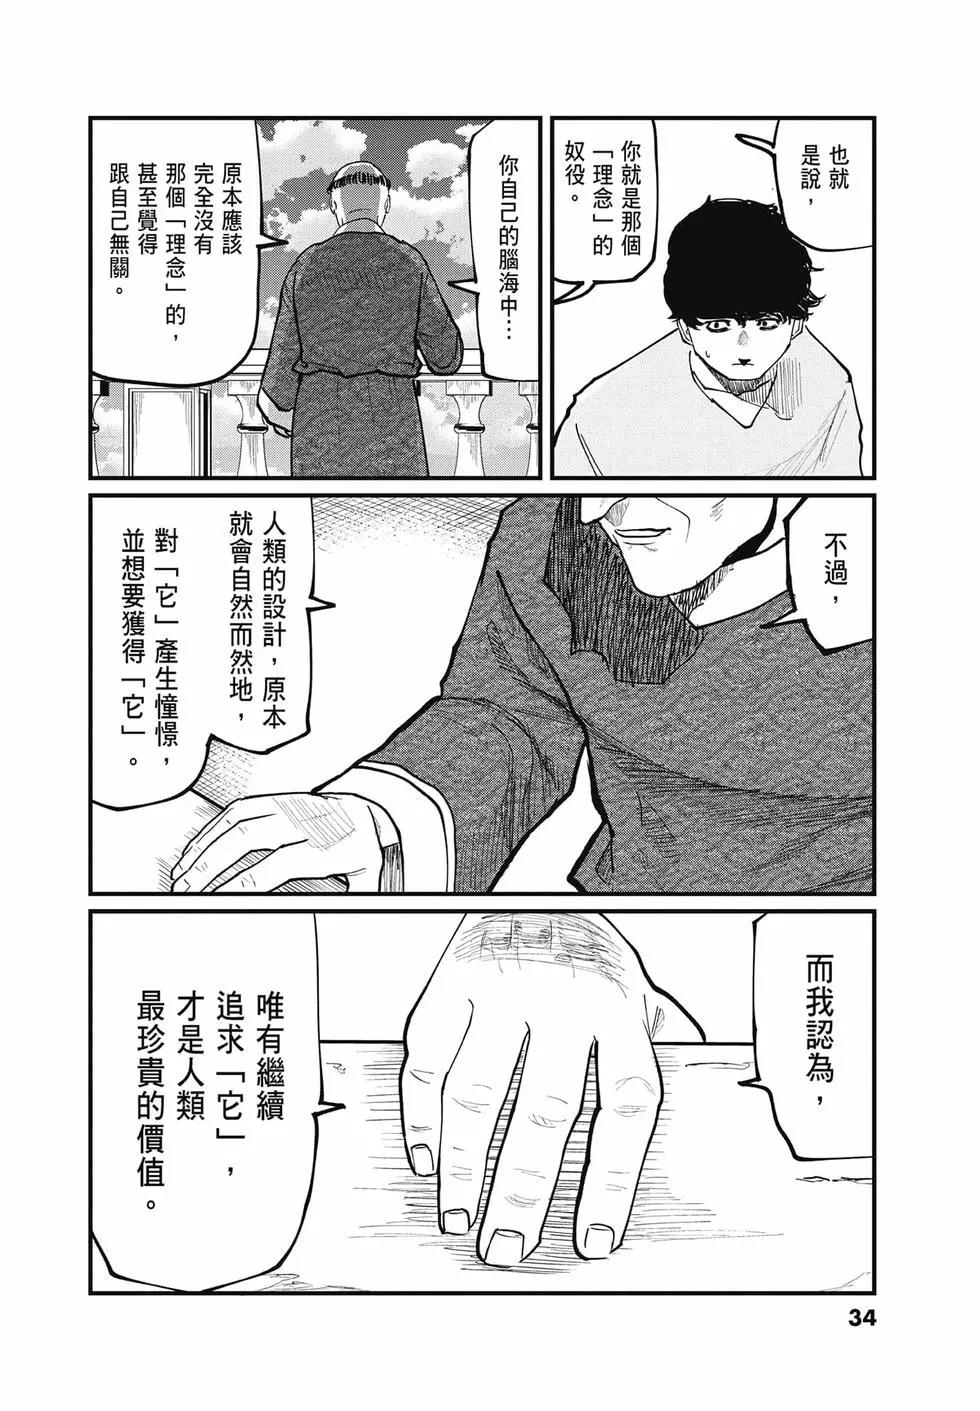 也就
是說，
你就是那個
「理念」的
奴役。
你自己的腦海中…
原本應該
完全沒有
那個「理念」的，
甚至覺得
跟自己無關。
不過，
人類的設計，原本
就會自然而然地，
對「它」產生憧憬，
並想要獲得「它」。
而我認為，
唯有繼續
追求「它」，
才是人類
最珍貴的價值。
34